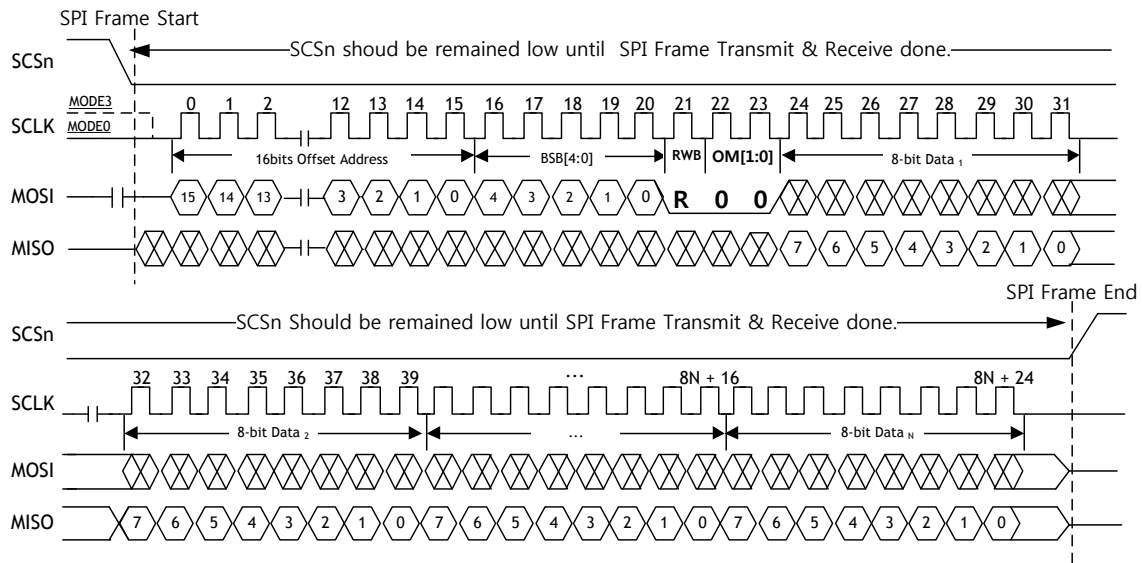 SPI Frame Start
SCSn
SCSn shoud be remained low until SPI Frame Transmit & Receive done.
MODE3
MODE0
SCLK
0 1 2 12 13 14 15 16 17 18 19 20 21 22 23 24 25 26 27 28 29 30 31
16bits Offset Address
BSB[4:0]
RWB
OM[1:0]
8-bit Data 1
MOSI
15 14 13 3 2 1 0 4 3 2 1 0 R 0 0
MISO
7 6 5 4 3 2 1 0
SPI Frame End
SCSn
SCSn Should be remained low until SPI Frame Transmit & Receive done.
SCLK
32 33 34 35 36 37 38 39 ... 8N + 16 8N + 24
8-bit Data 2
...
8-bit Data N
MOSI
MISO
7 6 5 4 3 2 1 0 7 6 5 4 3 2 1 0 7 6 5 4 3 2 1 0